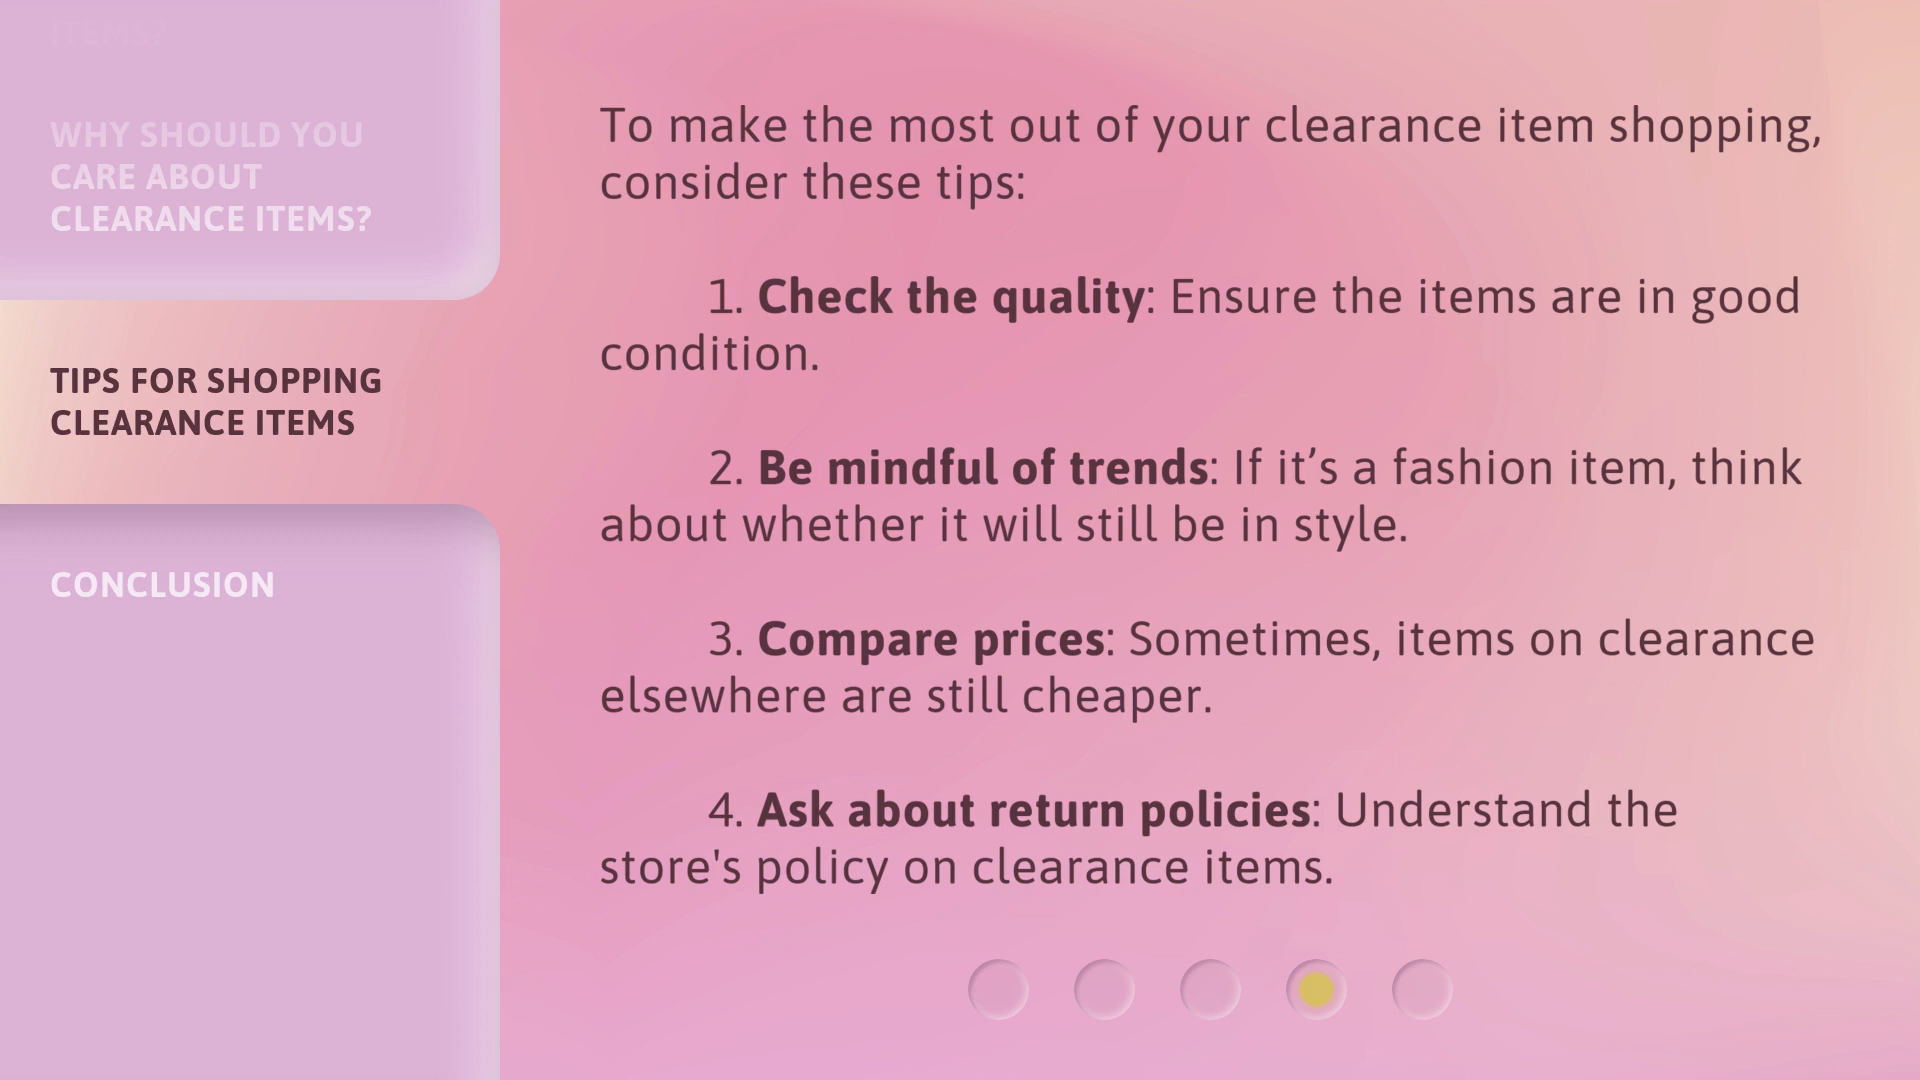 ITEMS?
WHY SHOULD YOU
CARE ABOUT
CLEARANCE ITEMS?
TIPS FOR SHOPPING
CLEARANCE ITEMS
CONCLUSION
To make the most out of your clearance item shopping,
consider these tips:
1. Check the quality: Ensure the items are in good
condition.
2. Be mindful of trends: If it’s a fashion item, think
about whether it will still be in style.
3. Compare prices: Sometimes, items on clearance
elsewhere are still cheaper.
4. Ask about return policies: Understand the
store's policy on clearance items.